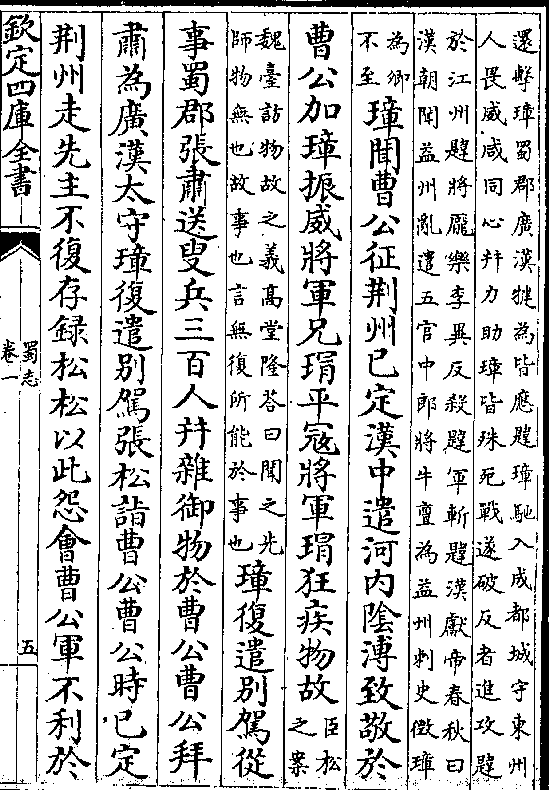 還擊璋蜀郡廣漢犍為皆應韙璋馳入成都城守東州
人畏威咸同心并力助璋皆殊死戰遂破反者進攻韙
於江州韙將龐樂李異反殺韙軍斬韙漢獻帝春秋曰
漢朝聞益州亂遣五官中郎將牛亶為益州刺史徵璋
為卿
不至
璋聞曹公征荆州已定漢中遣河内陰溥致敬於
曹公加璋振威將軍兄瑁平冦將軍瑁狂疾物故
臣松
之案
魏臺訪物故之義高堂隆荅曰聞之先
師物無也故事也言無復所能於事也
璋復遣别駕從
事蜀郡張肅送叟兵三百人并雜御物於曹公曹公拜
肅為廣漢太守璋復遣别駕張松詣曹公曹公時已定
荆州走先主不復存録松松以此怨會曹公軍不利於
欽定四庫全書
蜀志
卷一
五